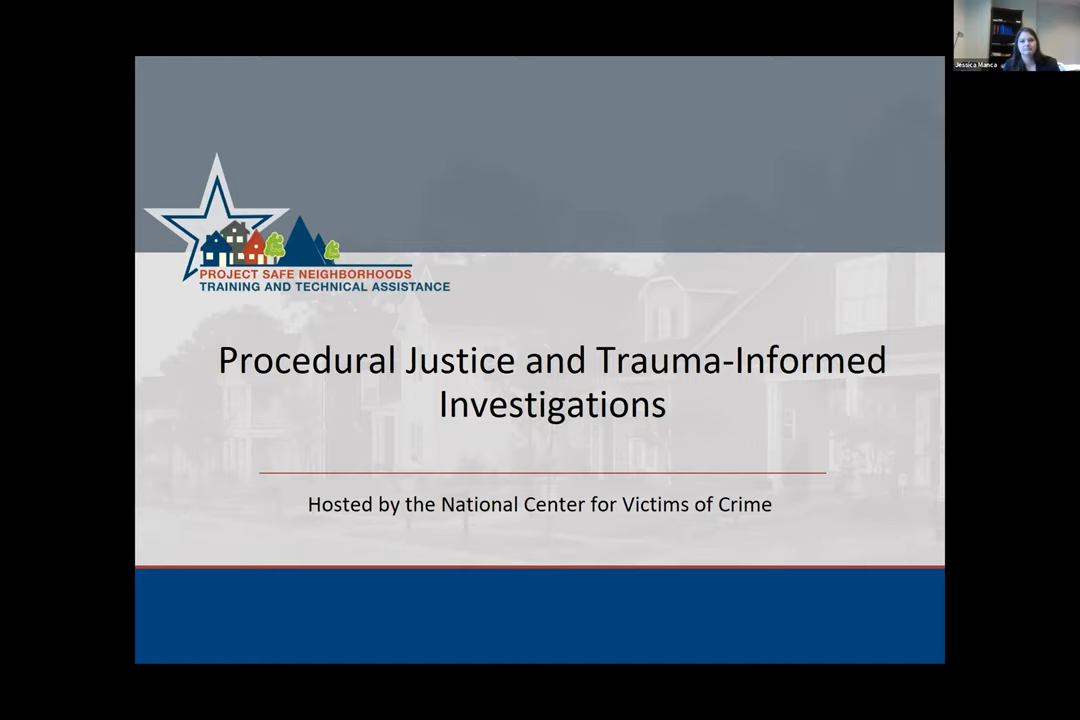 Jessica Manca
PROJECT SAFE NEIGHBORHOODS
TRAINING AND TECHNICAL ASSISTANCE
Procedural Justice and Trauma-Informed
Investigations
Hosted by the National Center for Victims of Crime